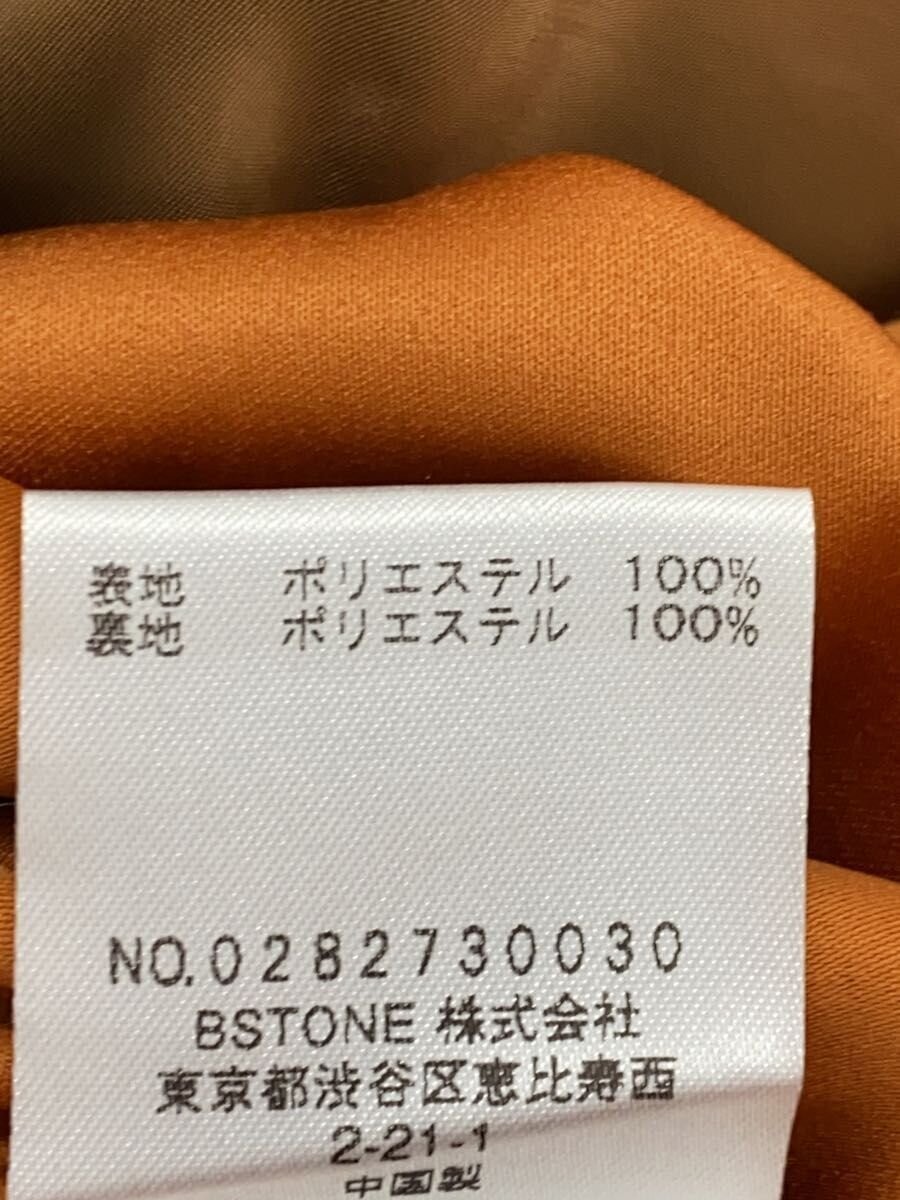 表地 ポリエステル 100%
裏地 ポリエステル 100%
NO.0282730030
BSTONE 株式会社
東京都渋谷区恵比寿西
2-21-1
中国製